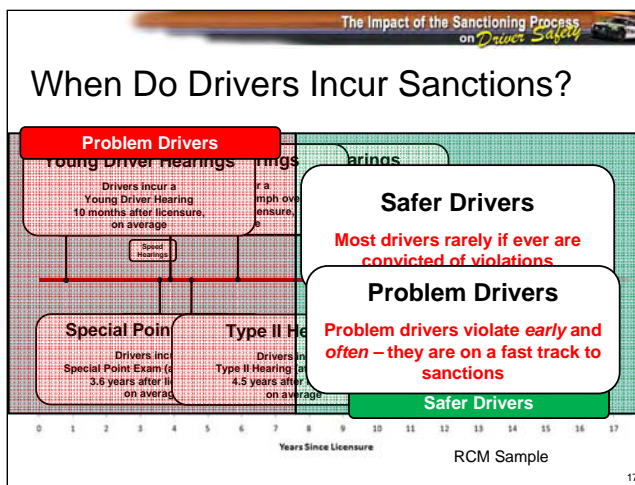 The Impact of the Sanctioning Process
on Driver Safety
When Do Drivers Incur Sanctions?
Problem Drivers
Young Driver Hearings
Drivers incur a
Young Driver Hearing
10 months after licensure,
on average
arings
Speed
Hearings
Safer Drivers
Most drivers rarely if ever are
convicted of violations
Problem Drivers
Problem drivers violate early and
often – they are on a fast track to
sanctions
Special Poin
Drivers inc
Special Point Exam (a
3.6 years after li
on averag
Type II He
Drivers in
Type II Hearing (a
4.5 years after
on average
Safer Drivers
0 1 2 3 4 5 6 7 8 9 10 11 12 13 14 15 16 17
Years Since Licensure
RCM Sample
17